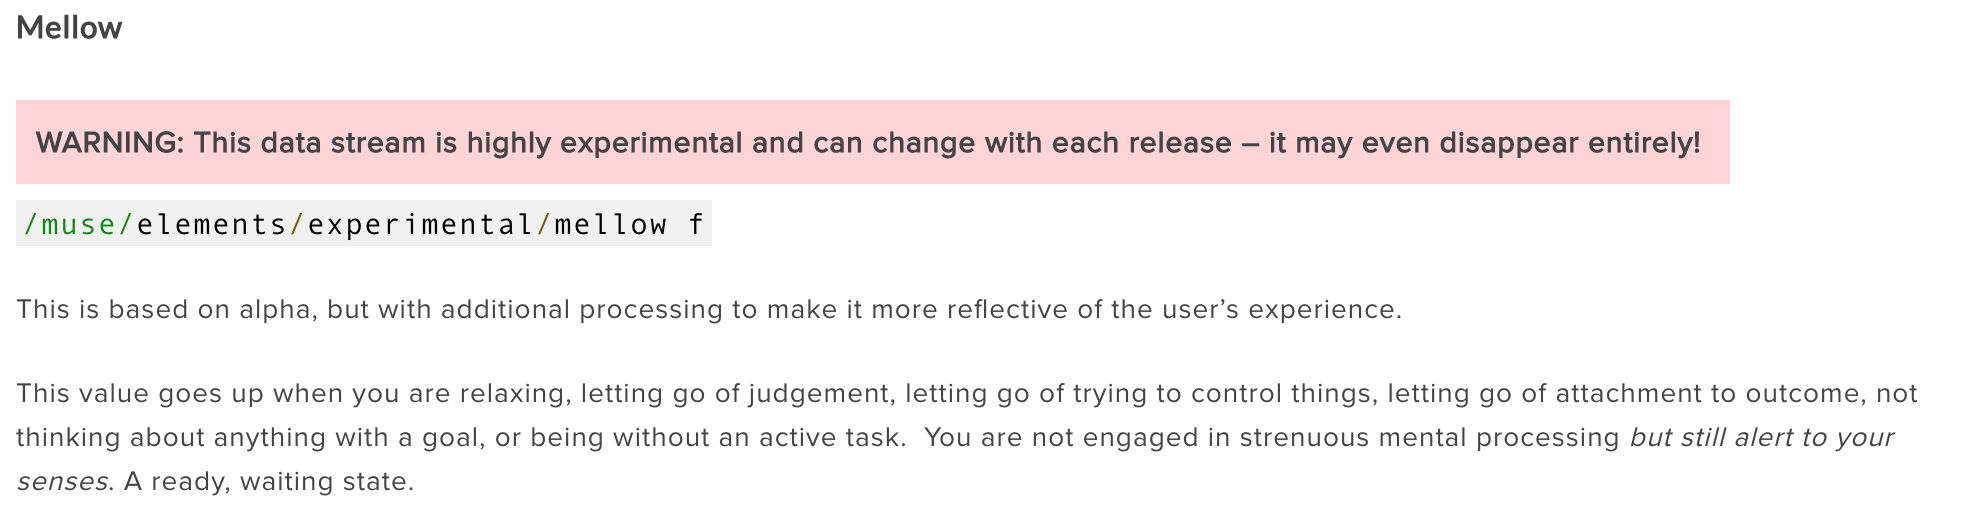 Mellow
WARNING: This data stream is highly experimental and can change with each release – it may even disappear entirely!
/muse/elements/experimental/mellow f
This is based on alpha, but with additional processing to make it more reflective of the user’s experience.
This value goes up when you are relaxing, letting go of judgement, letting go of trying to control things, letting go of attachment to outcome, not
thinking about anything with a goal, or being without an active task.  You are not engaged in strenuous mental processing but still alert to your
senses. A ready, waiting state.